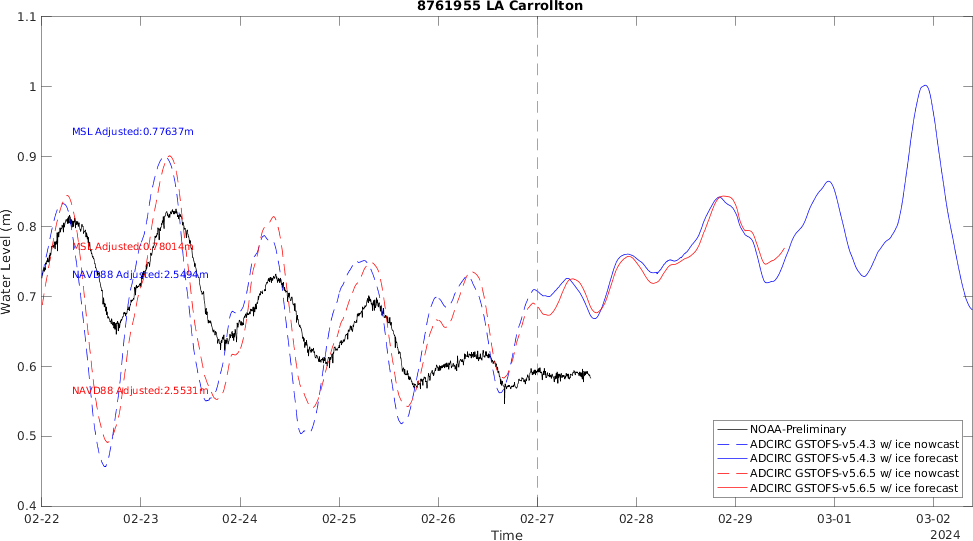 8761955 LA Carrollton
Water Level (m)
1.1
1
0.9
0.8
0.7
0.6
0.5
0.4
MSL Adjusted:0.77637m
MSL Adjusted:0.78014m
NAVD88 Adjusted:2.5494m
NAVD88 Adjusted:2.5531m
NOAA-Preliminary
ADCIRC GSTOFS-v5.4.3 w/ ice nowcast
ADCIRC GSTOFS-v5.4.3 w/ ice forecast
ADCIRC GSTOFS-v5.6.5 w/ ice nowcast
ADCIRC GSTOFS-v5.6.5 w/ ice forecast
02-22 02-23 02-24 02-25 02-26 02-27 02-28 02-29 03-01 03-02
Time
2024